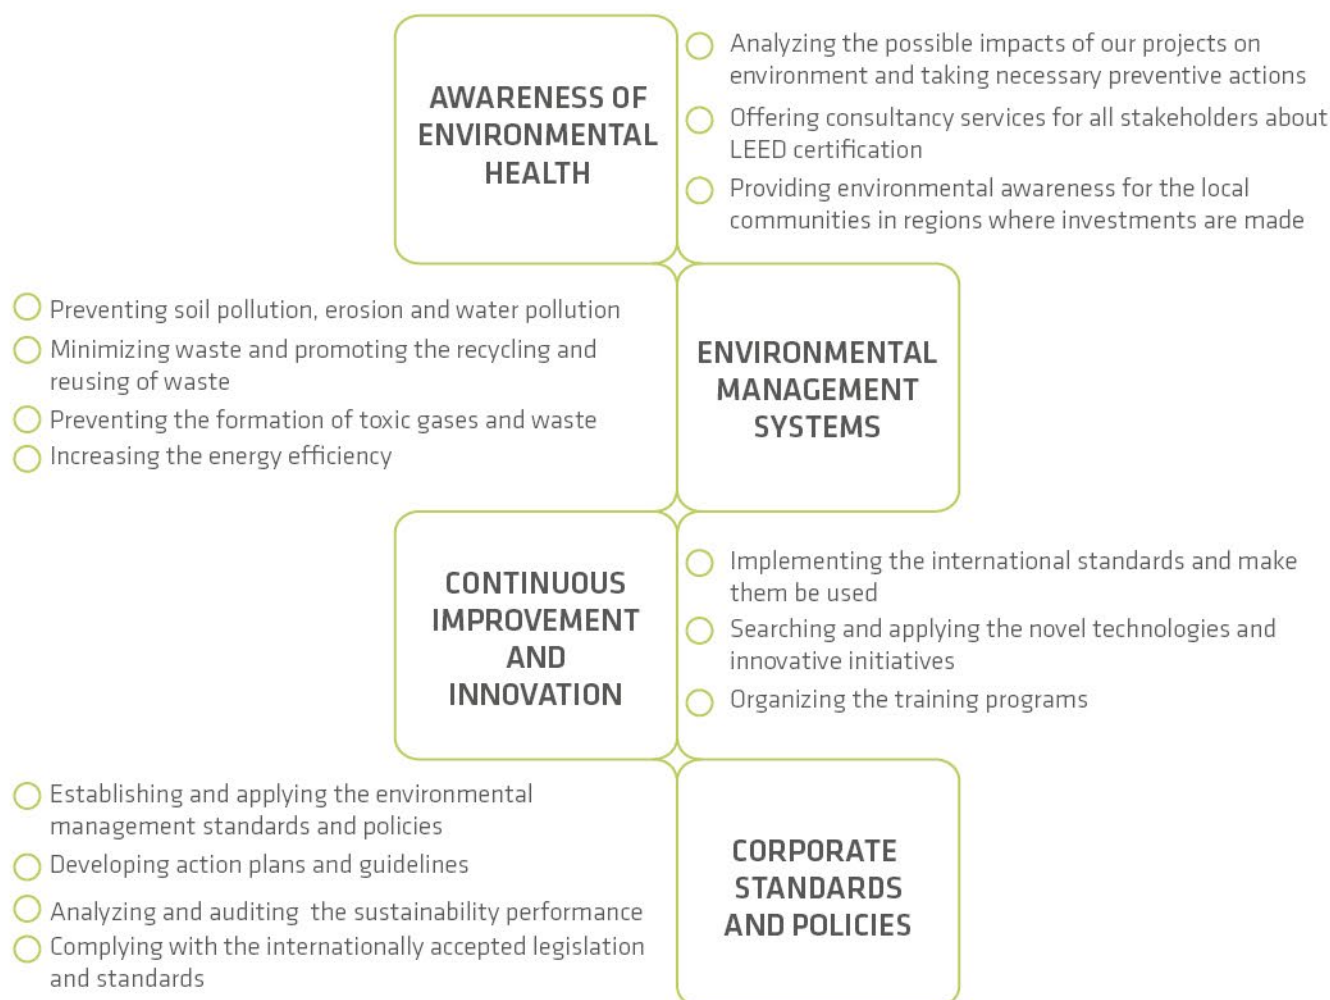 AWARENESS OF
ENVIRONMENTAL
HEALTH
Analyzing the possible impacts of our projects on
environment and taking necessary preventive actions
Offering consultancy services for all stakeholders about
LEED certification
Providing environmental awareness for the local
communities in regions where investments are made
Preventing soil pollution, erosion and water pollution
Minimizing waste and promoting the recycling and
reusing of waste
Preventing the formation of toxic gases and waste
Increasing the energy efficiency
ENVIRONMENTAL
MANAGEMENT
SYSTEMS
CONTINUOUS
IMPROVEMENT
AND
INNOVATION
Implementing the international standards and make
them be used
Searching and applying the novel technologies and
innovative initiatives
Organizing the training programs
Establishing and applying the environmental
management standards and policies
Developing action plans and guidelines
Analyzing and auditing the sustainability performance
Complying with the internationally accepted legislation
and standards
CORPORATE
STANDARDS
AND POLICIES